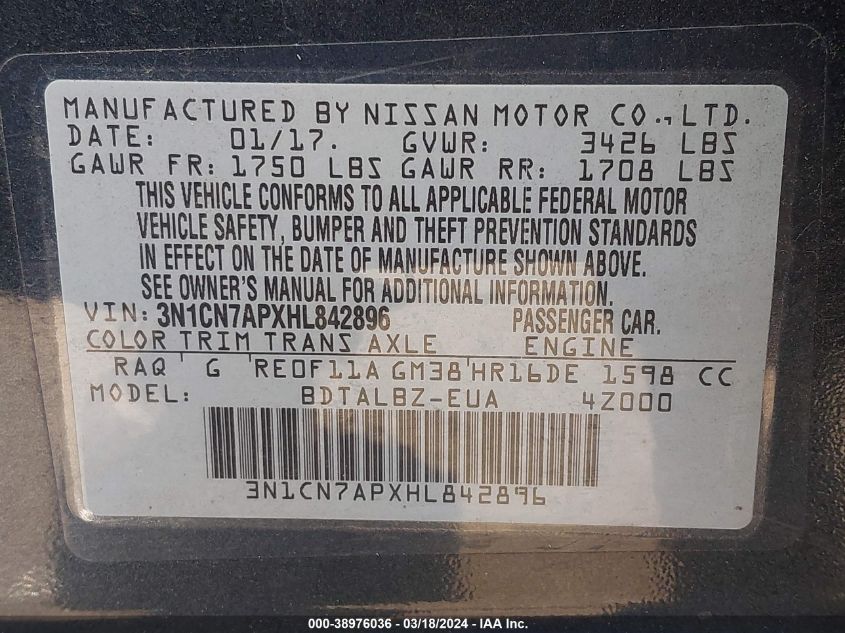 MANUFACTURED BY NISSAN MOTOR CO.,LTD.
DATE: 01/17. GVWR: 3426 LBS
GAWR FR: 1750 LBS GAWR RR: 1708 LBS
THIS VEHICLE CONFORMS TO ALL APPLICABLE FEDERAL MOTOR
VEHICLE SAFETY, BUMPER AND THEFT PREVENTION STANDARDS
IN EFFECT ON THE DATE OF MANUFACTURE SHOWN ABOVE.
SEE OWNER'S MANUAL FOR ADDITIONAL INFORMATION.
VIN: 3N1CN7APXHL842896 PASSENGER CAR.
COLOR TRIM TRANS AXLE ENGINE
RAQ G RE0F11A GM38 HR16DE 1598 CC
MODEL: BDTALBZ-EUA 4Z000
3N1CN7APXHL842896
000-38976036 - 03/18/2024 - IAA Inc.